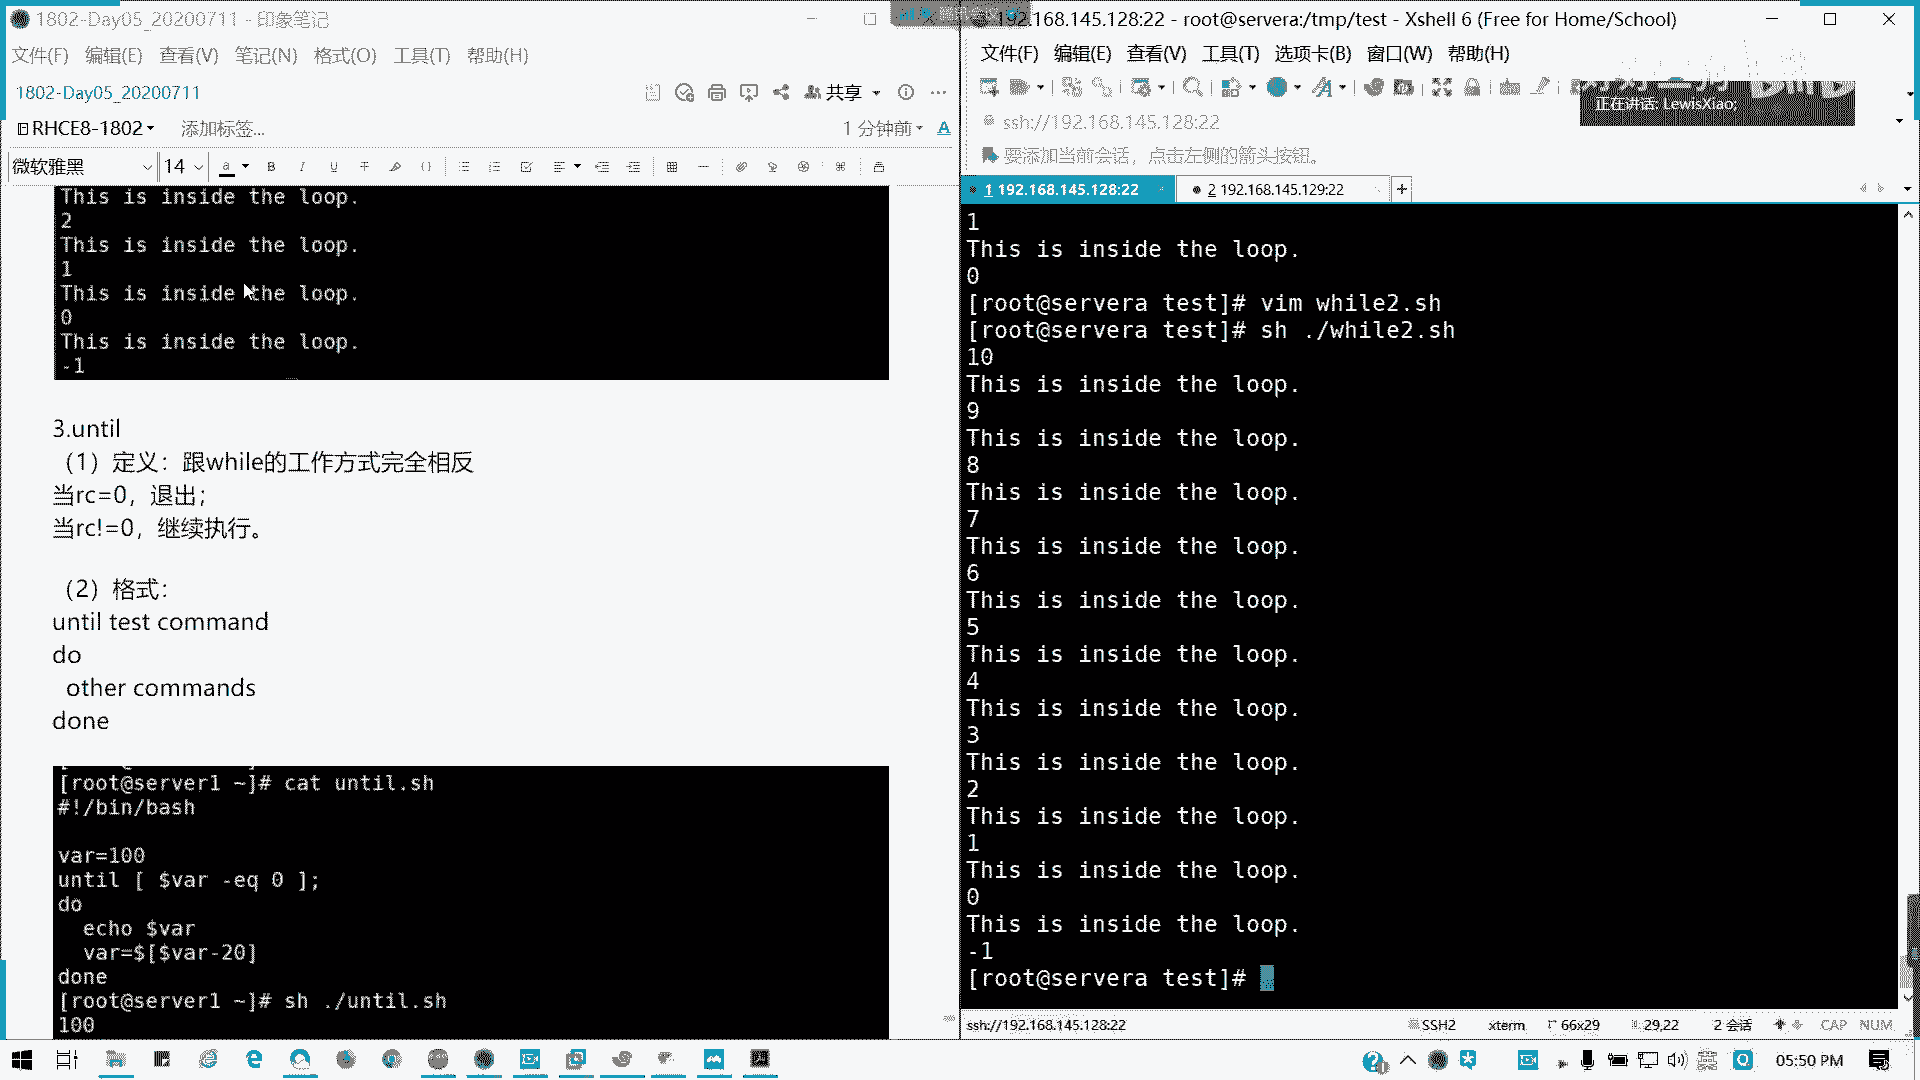 1802-Day05_20200711 - 印象笔记
文件(F) 编辑(E) 查看(V) 笔记(N) 格式(O) 工具(T) 帮助(H)
1802-Day05_20200711
共享
RHCE8-1802
添加标签...
1 分钟前
微软雅黑
14
This is inside the loop.
2
This is inside the loop.
1
This is inside the loop.
0
This is inside the loop.
-1
3.until
（1）定义：跟while的工作方式完全相反
当rc=0，退出；
当rc!=0，继续执行。
（2）格式：
until test command
do
other commands
done
[root@server1 ~]# cat until.sh
#!/bin/bash
var=100
until [ $var -eq 0 ];
do
echo $var
var=$[$var-20]
done
[root@server1 ~]# sh ./until.sh
100
192.168.145.128:22 - root@servera:/tmp/test - Xshell 6 (Free for Home/School)
文件(F) 编辑(E) 查看(V) 工具(T) 选项卡(B) 窗口(W) 帮助(H)
正在讲话: LewisXiao;
ssh://192.168.145.128:22
要添加当前会话，点击左侧的箭头按钮。
1 192.168.145.128:22
2 192.168.145.129:22
1
This is inside the loop.
0
[root@servera test]# vim while2.sh
[root@servera test]# sh ./while2.sh
10
This is inside the loop.
9
This is inside the loop.
8
This is inside the loop.
7
This is inside the loop.
6
This is inside the loop.
5
This is inside the loop.
4
This is inside the loop.
3
This is inside the loop.
2
This is inside the loop.
1
This is inside the loop.
0
This is inside the loop.
-1
[root@servera test]#
ssh://192.168.145.128:22
SSH2
xterm
66x29
29,22
2 会话
CAP NUM
05:50 PM